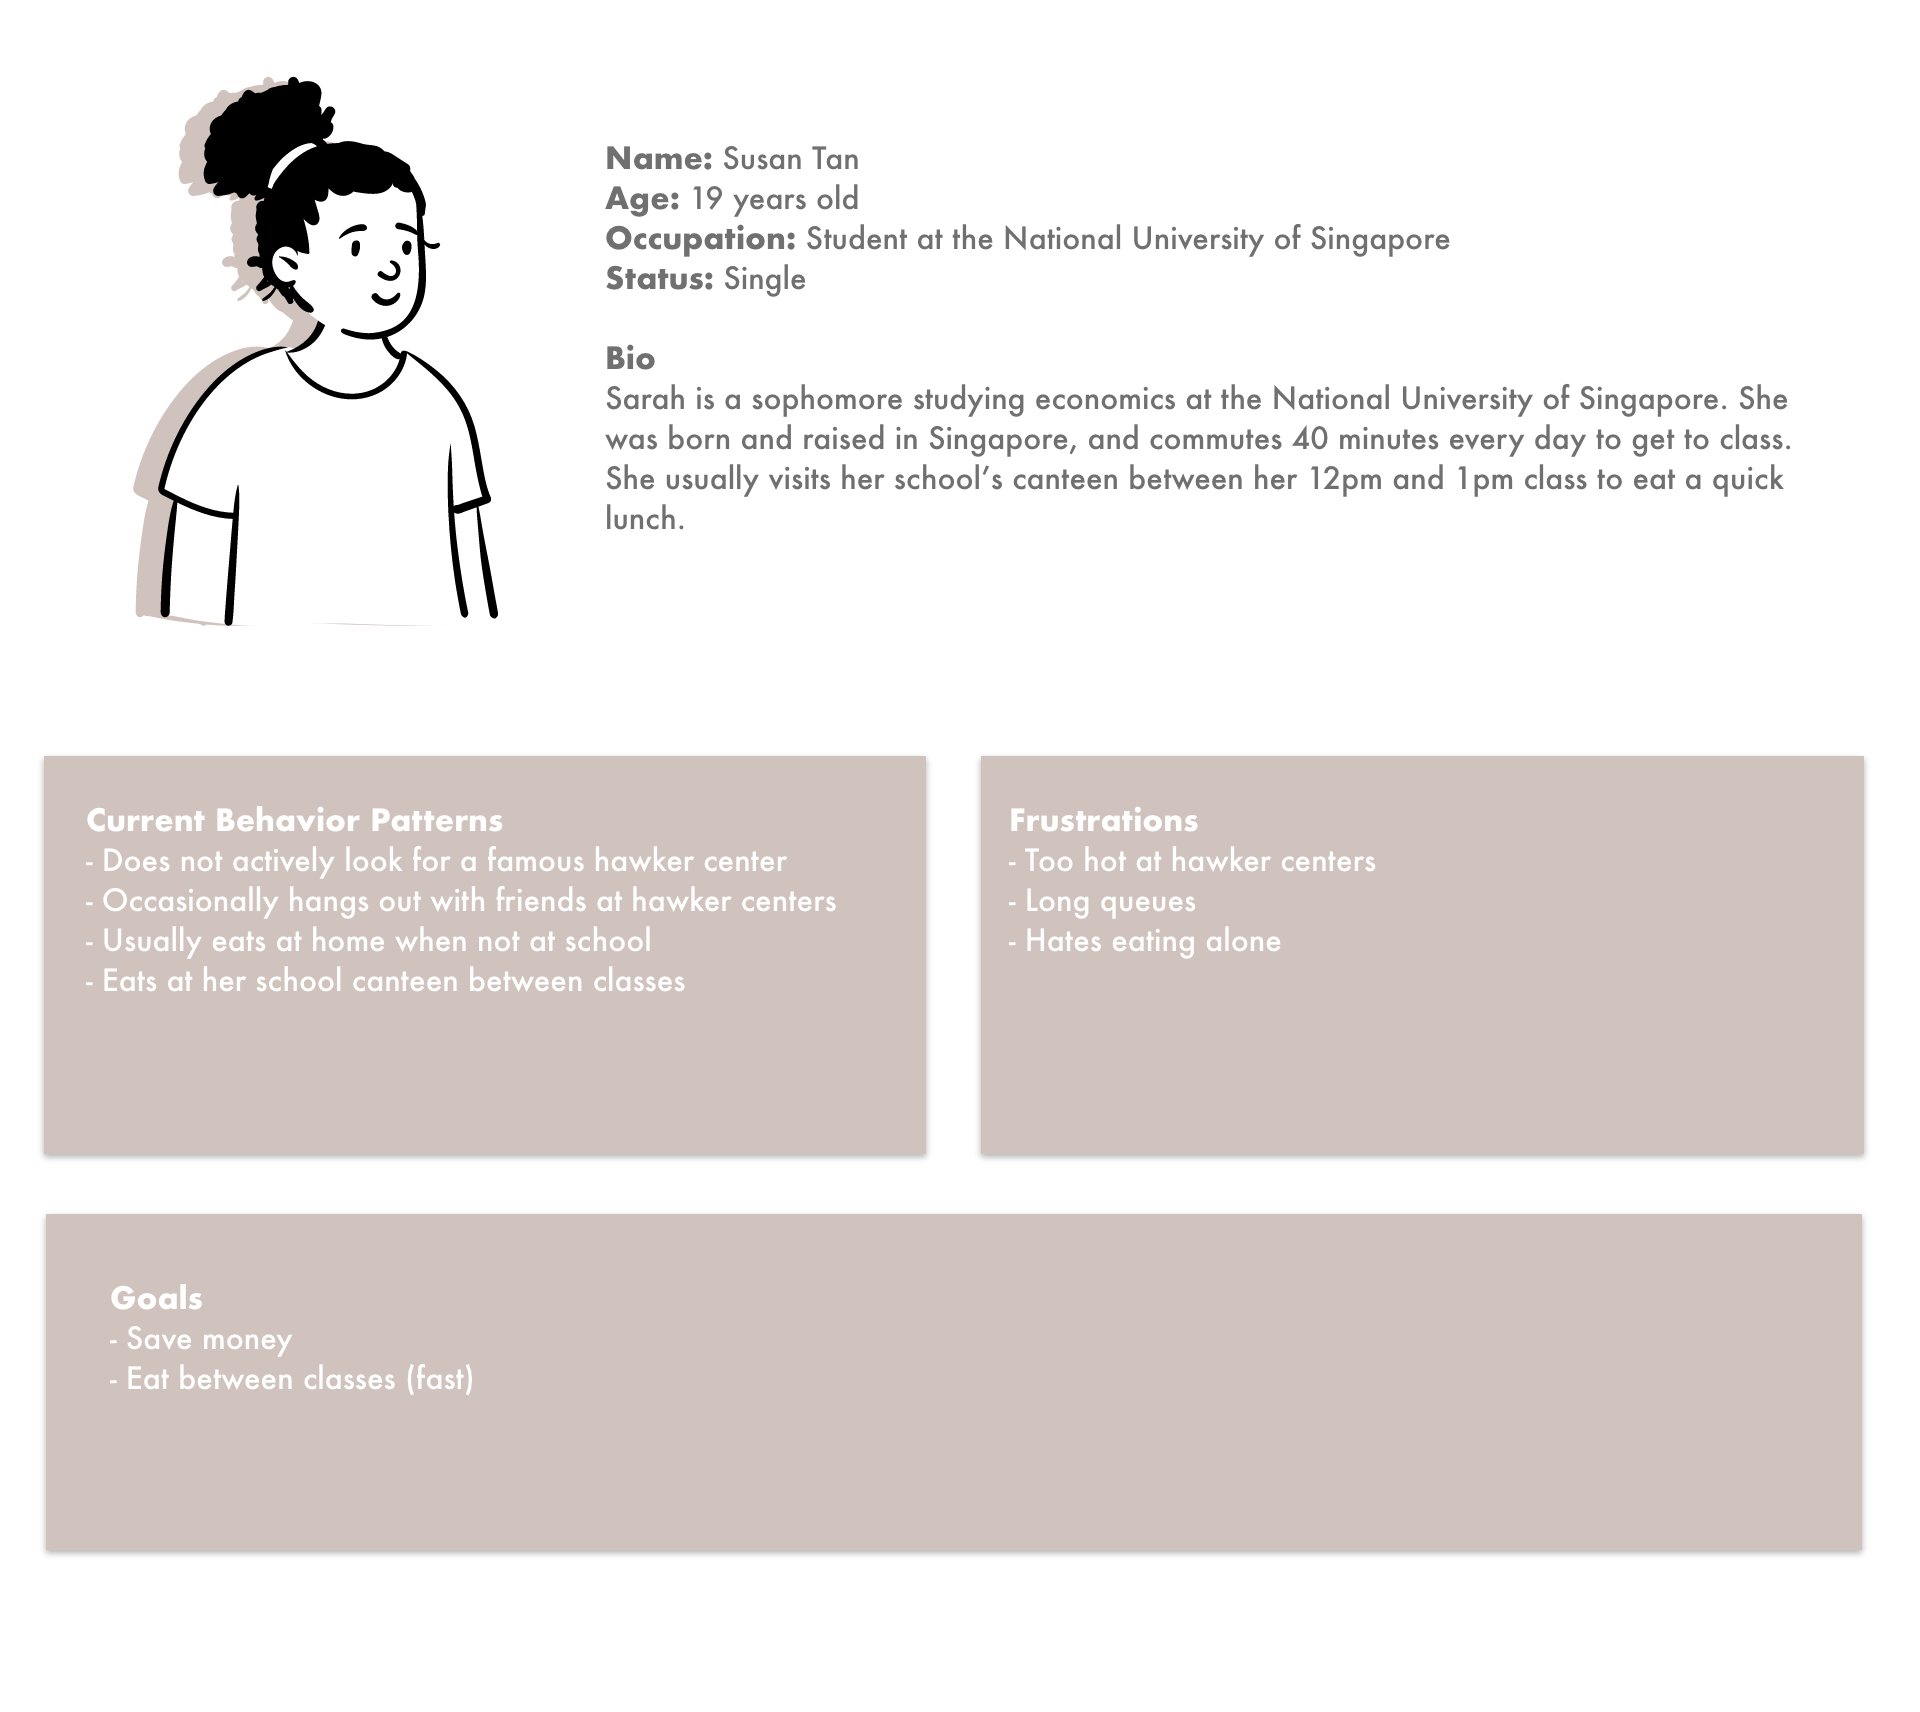 Name: Susan Tan
Age: 19 years old
Occupation: Student at the National University of Singapore
Status: Single
Bio
Sarah is a sophomore studying economics at the National University of Singapore. She
was born and raised in Singapore, and commutes 40 minutes every day to get to class.
She usually visits her school’s canteen between her 12pm and 1pm class to eat a quick
lunch.
Current Behavior Patterns
- Does not actively look for a famous hawker center
- Occasionally hangs out with friends at hawker centers
- Usually eats at home when not at school
- Eats at her school canteen between classes
Frustrations
- Too hot at hawker centers
- Long queues
- Hates eating alone
Goals
- Save money
- Eat between classes (fast)